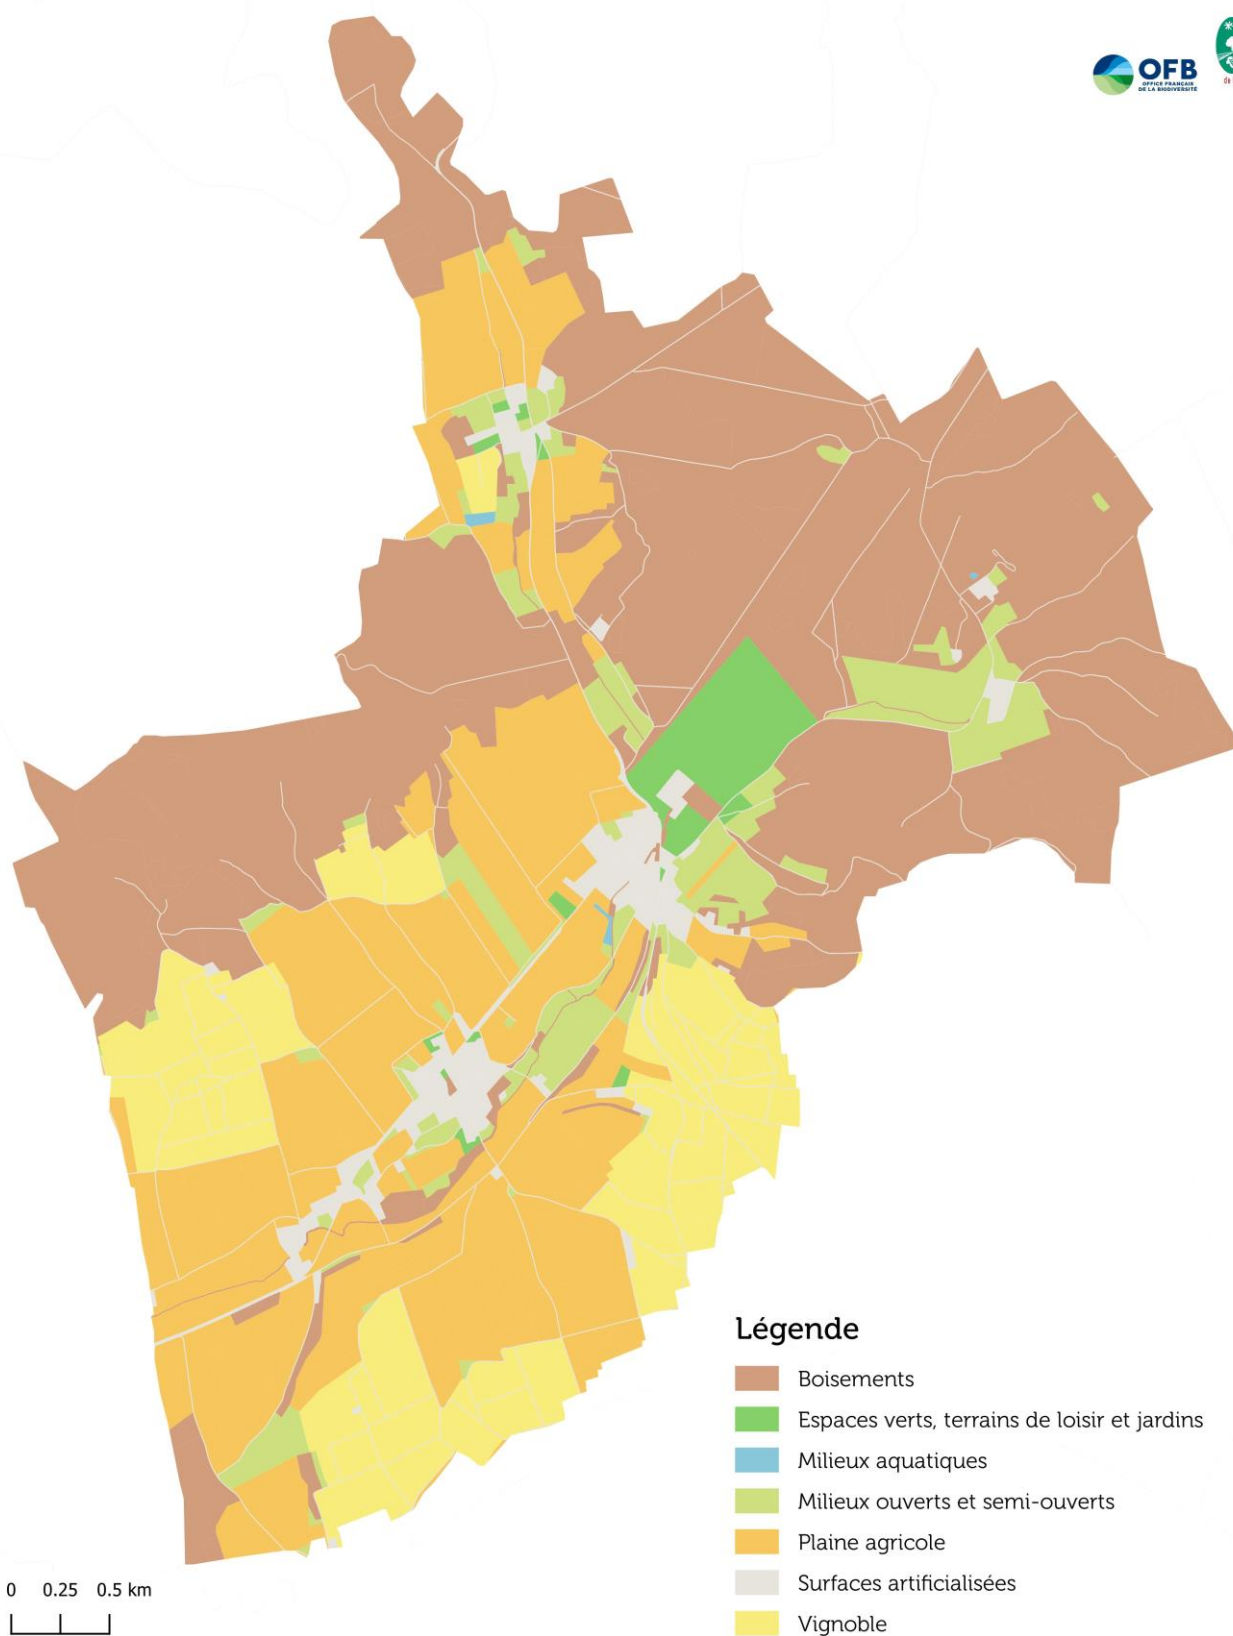 OFB
OFFICE FRANÇAIS
DE LA BIODIVERSITÉ
de
Légende
Boisements
Espaces verts, terrains de loisir et jardins
Milieux aquatiques
Milieux ouverts et semi-ouverts
Plaine agricole
Surfaces artificialisées
Vignoble
0 0.25 0.5 km